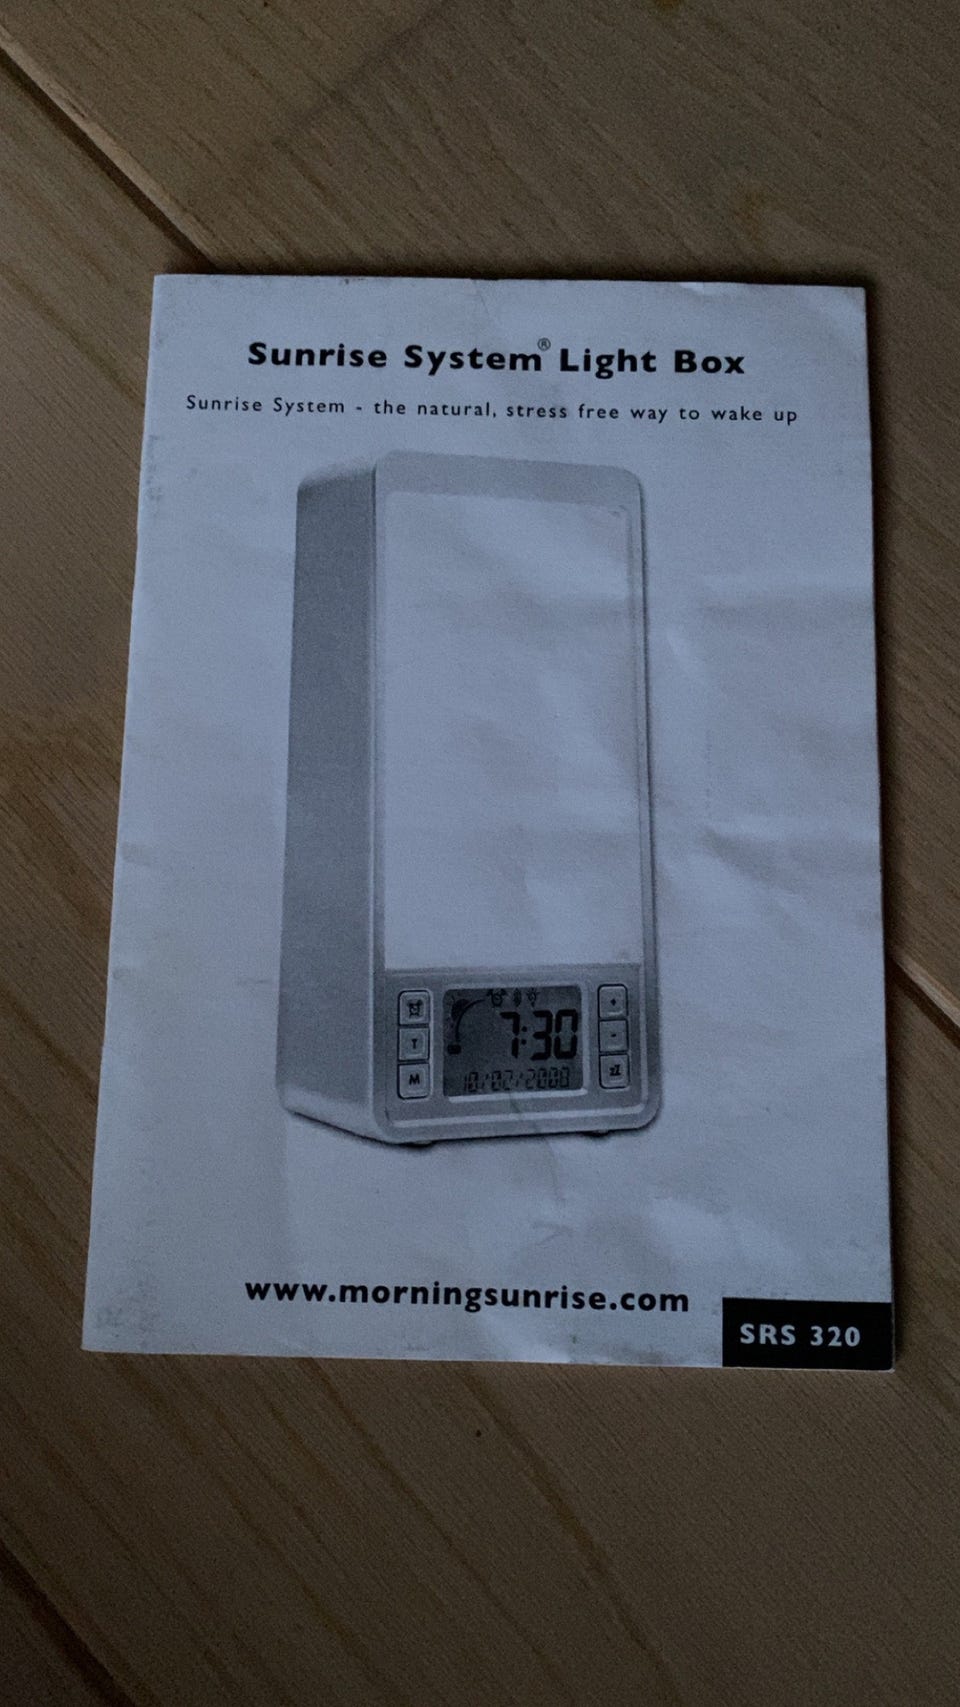 Sunrise System® Light Box
Sunrise System - the natural, stress free way to wake up
7:30
10/02/2008
T
M
+
-
zZ
www.morningsunrise.com
SRS 320